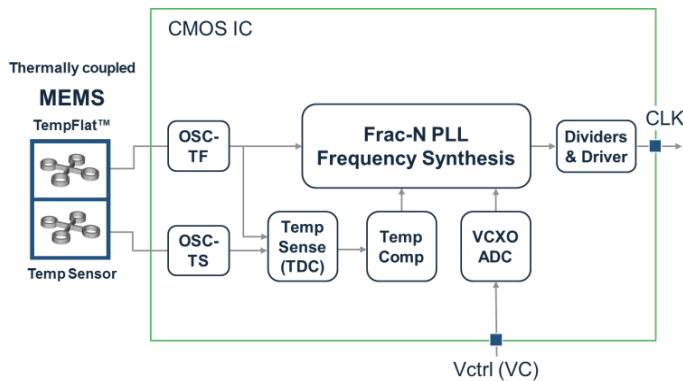 CMOS IC
Thermally coupled
MEMS
TempFlat™
Temp Sensor
OSC-
TF
OSC-
TS
Frac-N PLL
Frequency Synthesis
Temp
Sense
(TDC)
Temp
Comp
VCXO
ADC
Dividers
& Driver
CLK
Vctrl (VC)